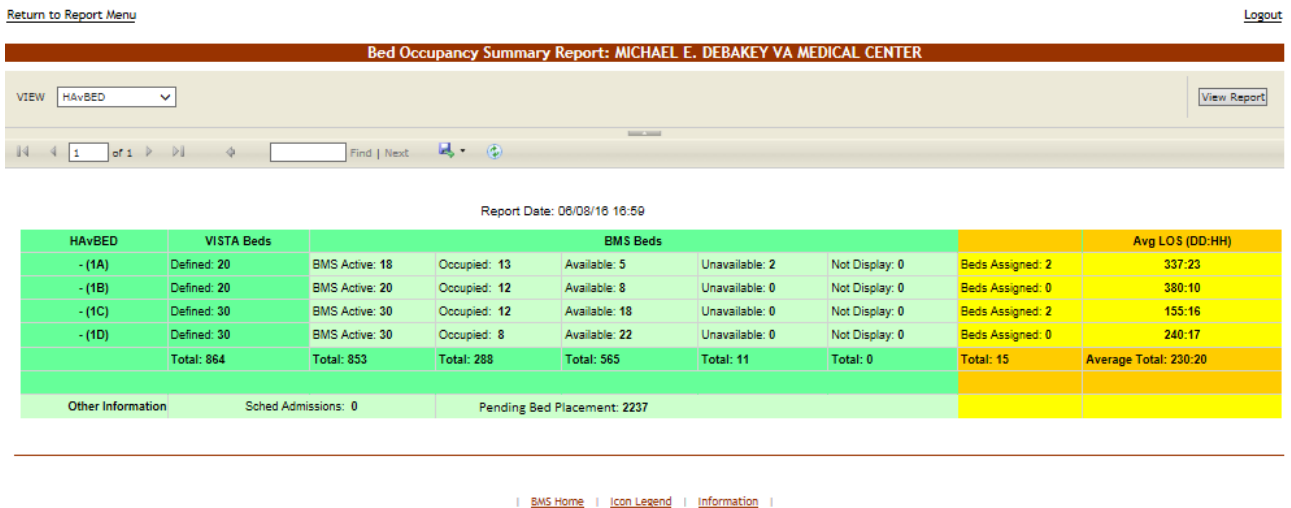 Return to Report Menu Logout
Bed Occupancy Summary Report: MICHAEL E. DEBAKEY VA MEDICAL CENTER
VIEW HAvBED View Report
1 of 1 Find | Next
Report Date: 06/08/16 16:59
HAvBED VISTA Beds BMS Beds Avg LOS (DD:HH)
- (1A) Defined: 20 BMS Active: 18 Occupied: 13 Available: 5 Unavailable: 2 Not Display: 0 Beds Assigned: 2 337:23
- (1B) Defined: 20 BMS Active: 20 Occupied: 12 Available: 8 Unavailable: 0 Not Display: 0 Beds Assigned: 0 380:10
- (1C) Defined: 30 BMS Active: 30 Occupied: 12 Available: 18 Unavailable: 0 Not Display: 0 Beds Assigned: 2 155:16
- (1D) Defined: 30 BMS Active: 30 Occupied: 8 Available: 22 Unavailable: 0 Not Display: 0 Beds Assigned: 0 240:17
Total: 864 Total: 853 Total: 288 Total: 565 Total: 11 Total: 0 Total: 15 Average Total: 230:20
Other Information Sched Admissions: 0 Pending Bed Placement: 2237
| BMS Home | Icon Legend | Information |